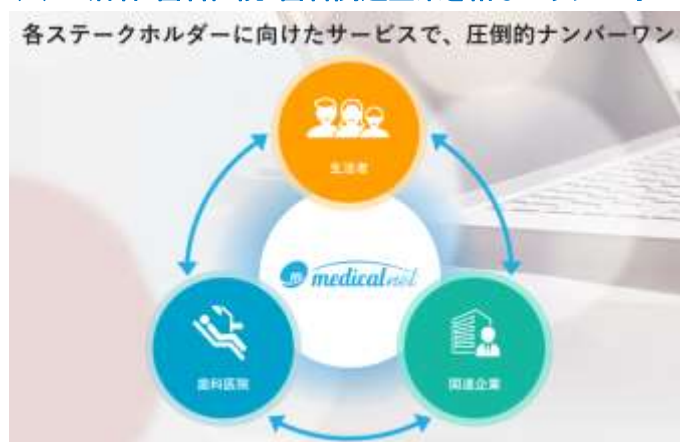 各ステークホルダーに向けたサービスで、圧倒的ナンバーワン
生活者
medicalnet
歯科医院
関連企業